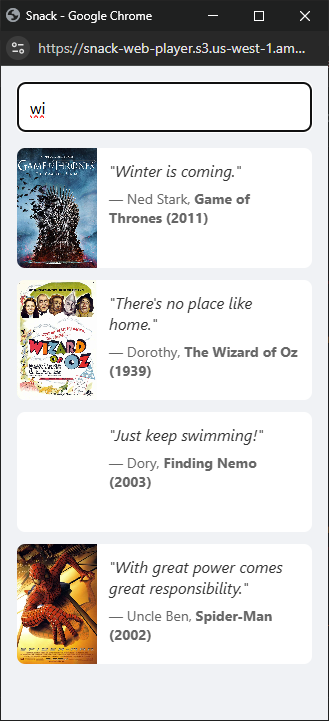 Snack - Google Chrome
https://snack-web-player.s3.us-west-1.am...
wi
GAME OF THRONES
"Winter is coming."
— Ned Stark, Game of
Thrones (2011)
WIZARD
OF OZ
"There's no place like
home."
— Dorothy, The Wizard of Oz
(1939)
"Just keep swimming!"
— Dory, Finding Nemo
(2003)
"With great power comes
great responsibility."
— Uncle Ben, Spider-Man
(2002)